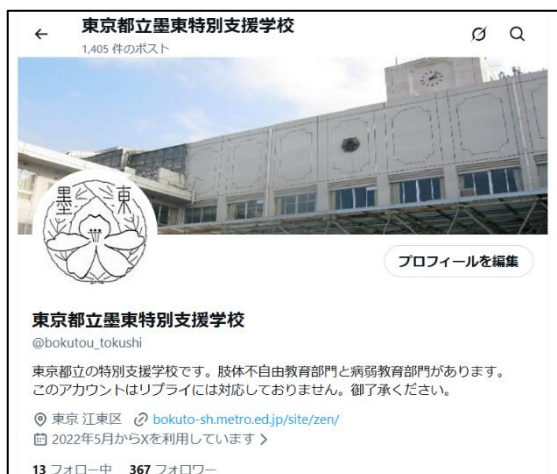 東京都立墨東特別支援学校
1,405 件のポスト
墨東
プロフィールを編集
東京都立墨東特別支援学校
@bokutou_tokushi
東京都立の特別支援学校です。肢体不自由教育部門と病弱教育部門があります。
このアカウントはリプライには対応しておりません。御了承ください。
東京 江東区 bokuto-sh.metro.ed.jp/site/zen/
2022年5月からXを利用しています
13 フォロー中 367 フォロワー